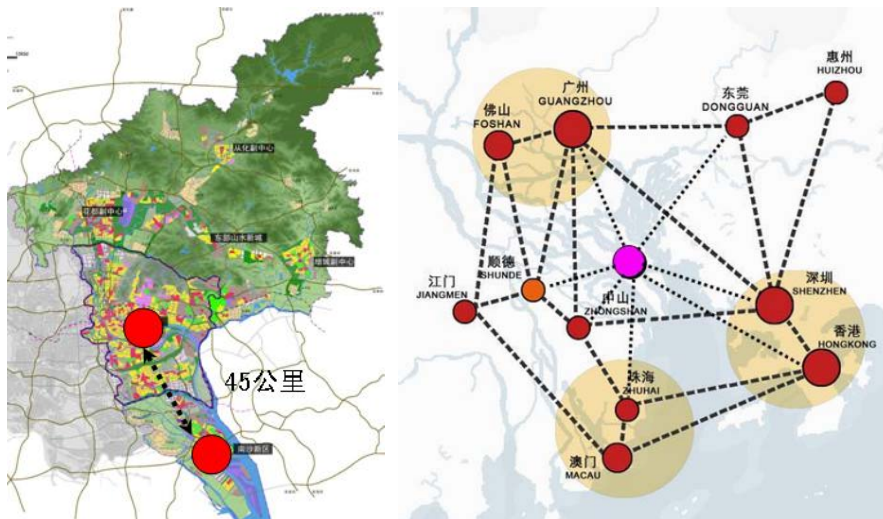 从化副中心
花都副中心
东部山水新城
增城副中心
45公里
南沙新区
惠州
HUIZHOU
广州
GUANGZHOU
东莞
DONGGUAN
佛山
FOSHAN
顺德
SHUNDE
江门
JIANGMEN
深圳
SHENZHEN
中山
ZHONGSHAN
香港
HONGKONG
珠海
ZHUHAI
澳门
MACAU